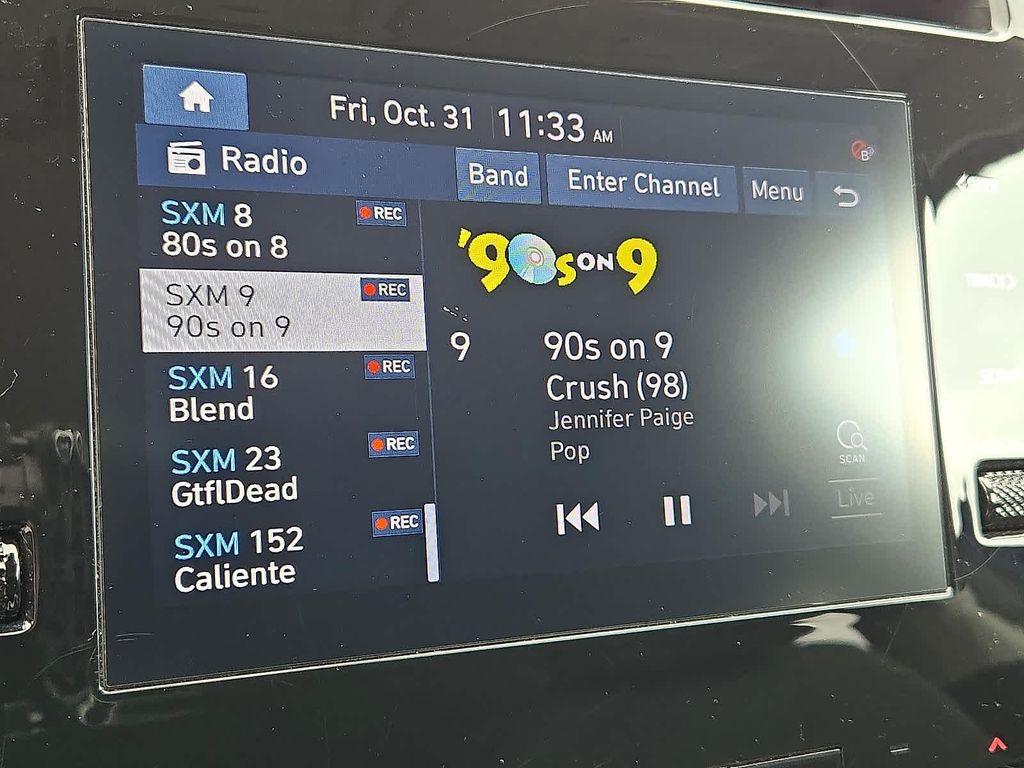 Fri, Oct. 31 11:33 AM
Radio
Band Enter Channel Menu
SXM 8 REC
80s on 8
SXM 9 REC
90s on 9
SXM 16 REC
Blend
SXM 23 REC
GtflDead
SXM 152 REC
Caliente
'90s ON 9
9 90s on 9
Crush (98)
Jennifer Paige
Pop
SCAN
Live